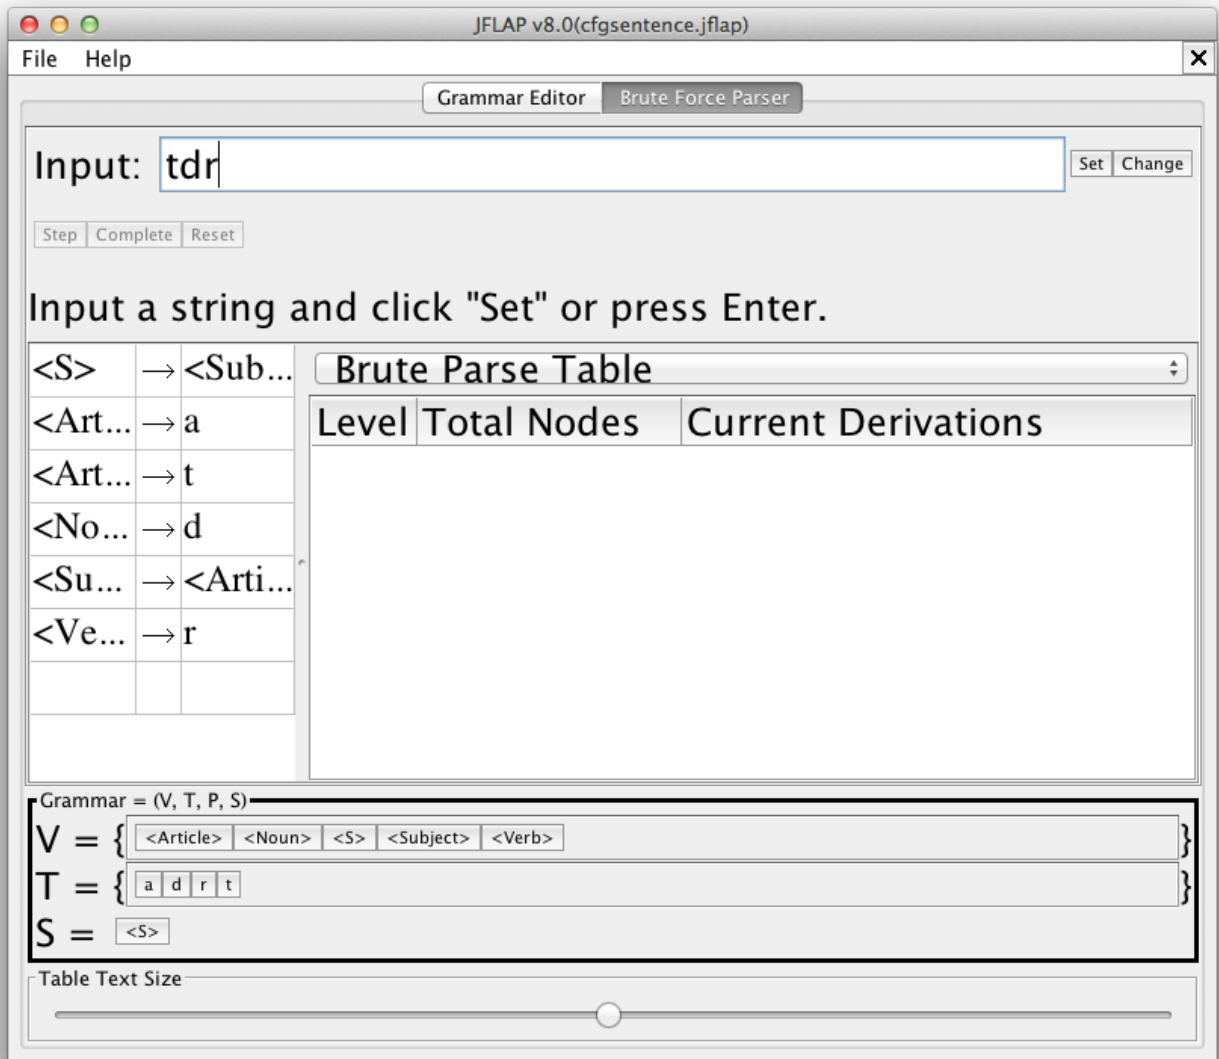 JFLAP v8.0(cfgsentence.jflap)
File Help
Grammar Editor Brute Force Parser
Input: tdr Set Change
Step Complete Reset
Input a string and click "Set" or press Enter.
<S> → <Sub...
<Art... → a
<Art... → t
<No... → d
<Su... → <Arti...
<Ve... → r
Brute Parse Table
Level Total Nodes Current Derivations
Grammar = (V, T, P, S)
V = { <Article> <Noun> <S> <Subject> <Verb> }
T = { a d r t }
S = <S>
Table Text Size